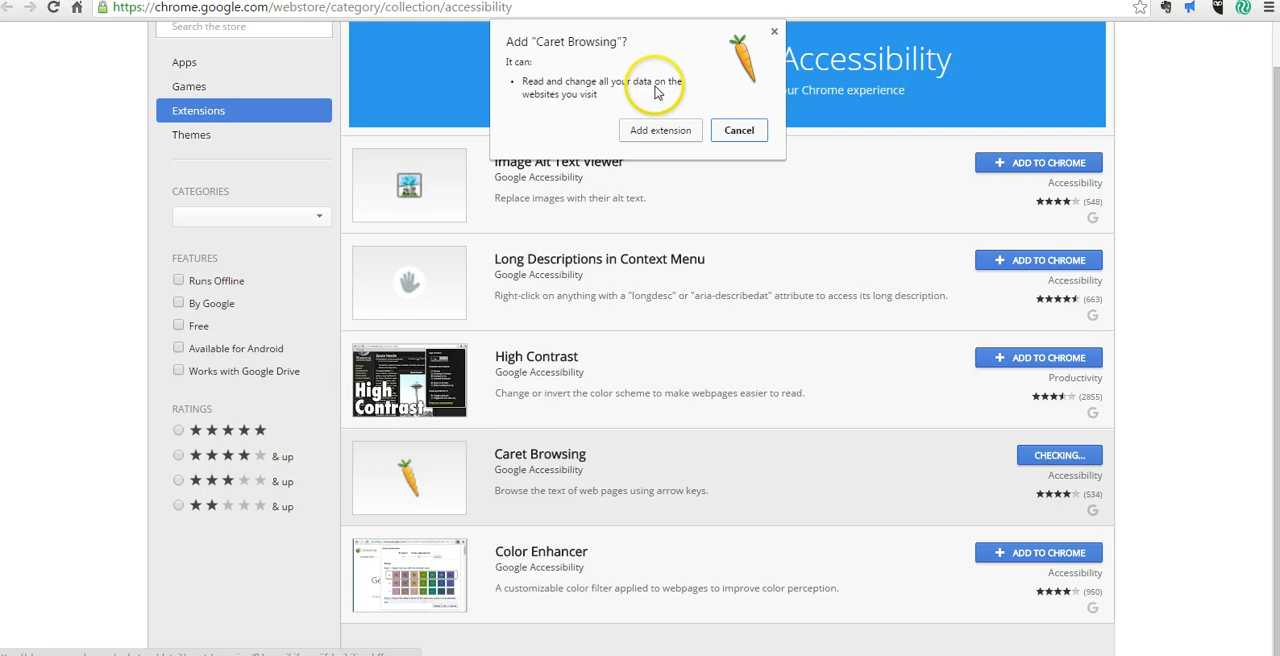 https://chrome.google.com/webstore/category/collection/accessibility
Search the store
Apps
Games
Extensions
Themes
CATEGORIES
FEATURES
Runs Offline
By Google
Free
Available for Android
Works with Google Drive
RATINGS
& up
& up
& up
Add "Caret Browsing"?
It can:
• Read and change all your data on the
websites you visit
Add extension
Cancel
Accessibility
our Chrome experience
Image Alt Text Viewer
Google Accessibility
Replace images with their alt text.
+ ADD TO CHROME
Accessibility
(548)
Long Descriptions in Context Menu
Google Accessibility
Right-click on anything with a "longdesc" or "aria-describedat" attribute to access its long description.
+ ADD TO CHROME
Accessibility
(663)
High
Contrast
High Contrast
Google Accessibility
Change or invert the color scheme to make webpages easier to read.
+ ADD TO CHROME
Productivity
(2855)
Caret Browsing
Google Accessibility
Browse the text of web pages using arrow keys.
CHECKING...
Accessibility
(534)
Color Enhancer
Google Accessibility
A customizable color filter applied to webpages to improve color perception.
+ ADD TO CHROME
Accessibility
(950)